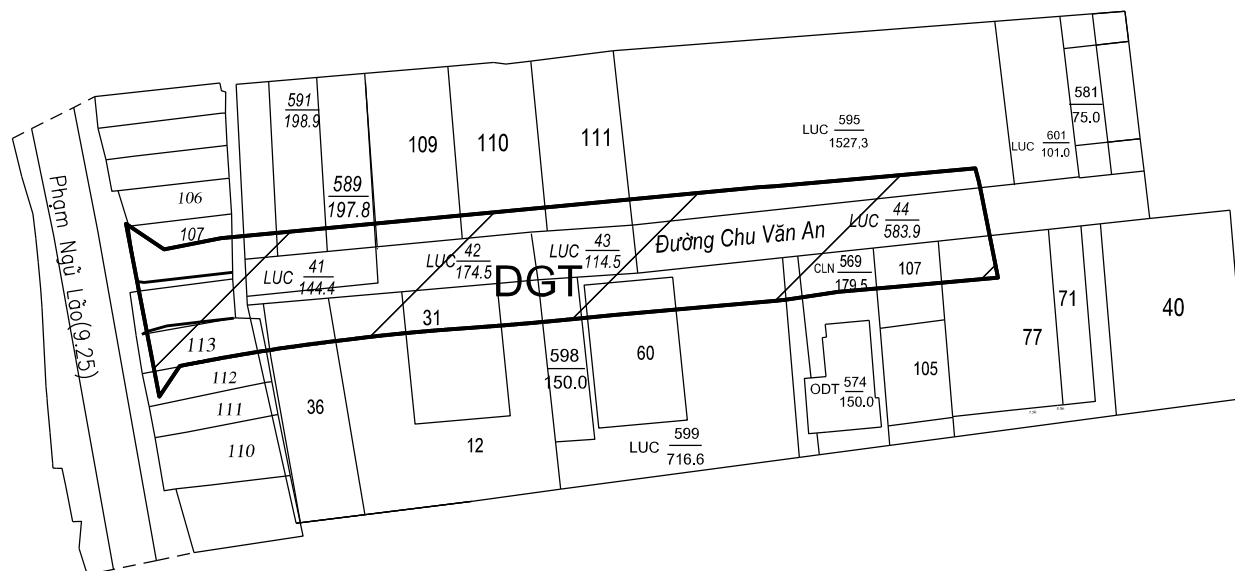 591
198.9
589
197.8
109
110
111
LUC 595
1527,3
LUC 601
101.0
581
75.0
106
107
Phạm Ngũ Lão(9.25)
LUC 41
144.4
LUC 42
174.5
LUC 43
114.5
Đường Chu Văn An
LUC 44
583.9
DGT
CLN 569
179.5
107
31
113
112
111
110
36
12
598
150.0
60
LUC 599
716.6
ODT 574
150.0
105
77
71
40